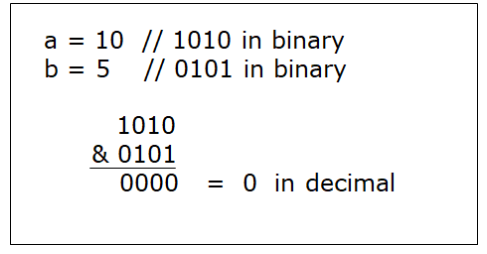 a = 10 // 1010 in binary
b = 5 // 0101 in binary
1010
& 0101
0000 = 0 in decimal